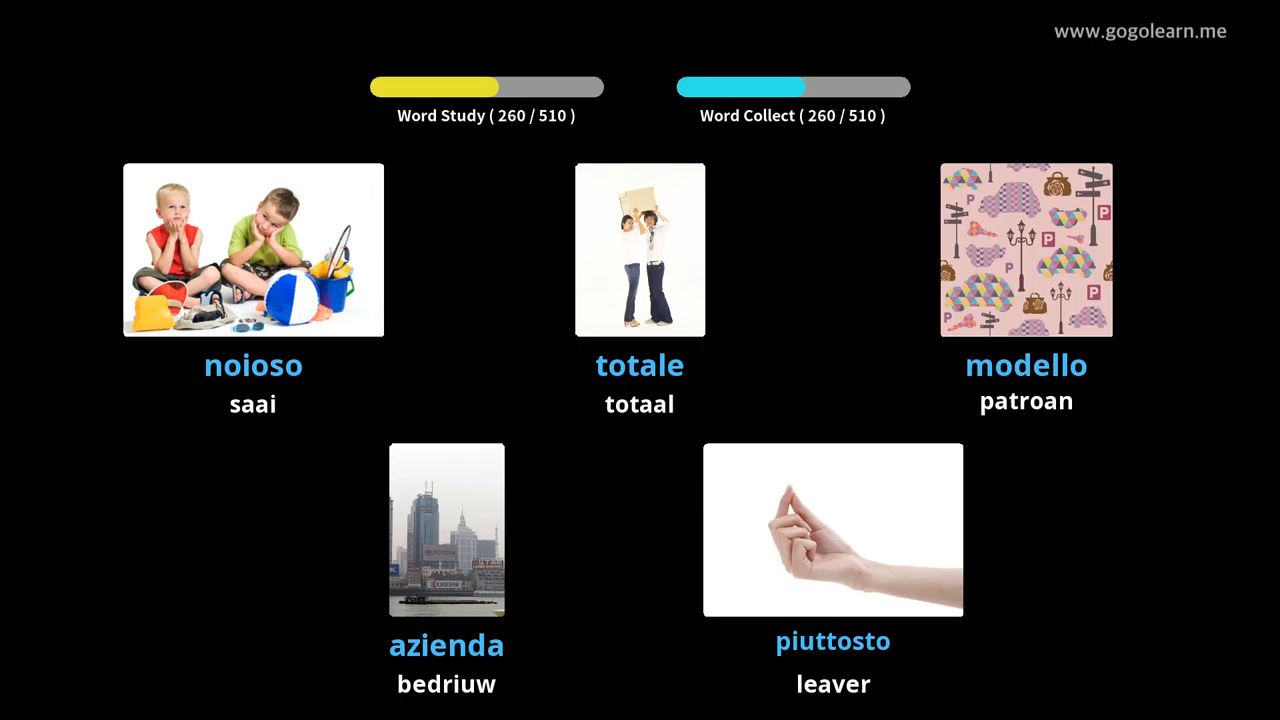 www.gogolearn.me
Word Study ( 260 / 510 )
Word Collect ( 260 / 510 )
noioso
totale
modello
saai
totaal
patroan
P
P
P
P
P
P
TOYOTA
azienda
piuttosto
bedriuw
leaver